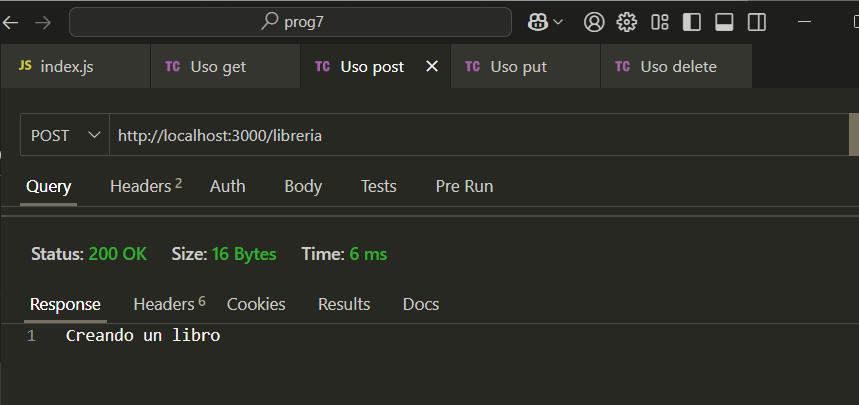 prog7
JS index.js TC Uso get TC Uso post TC Uso put TC Uso delete
POST http://localhost:3000/libreria
Query Headers 2 Auth Body Tests Pre Run
Status: 200 OK Size: 16 Bytes Time: 6 ms
Response Headers 6 Cookies Results Docs
1 Creando un libro